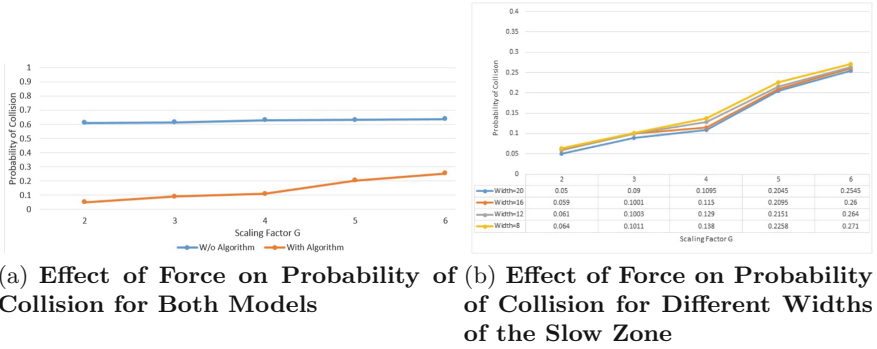 1
0.9
0.8
0.7
0.6
0.5
0.4
0.3
0.2
0.1
0
Probability of Collision
2 3 4 5 6
Scaling Factor G
W/o Algorithm With Algorithm
(a) Effect of Force on Probability of
Collision for Both Models
0.4
0.35
0.3
0.25
0.2
0.15
0.1
0.05
0
Probability of Collision
2 3 4 5 6
Width=20 0.05 0.09 0.1095 0.2045 0.2545
Width=16 0.059 0.1001 0.115 0.2095 0.26
Width=12 0.061 0.1003 0.129 0.2151 0.264
Width=8 0.064 0.1011 0.138 0.2258 0.271
Scaling Factor G
(b) Effect of Force on Probability
of Collision for Different Widths
of the Slow Zone